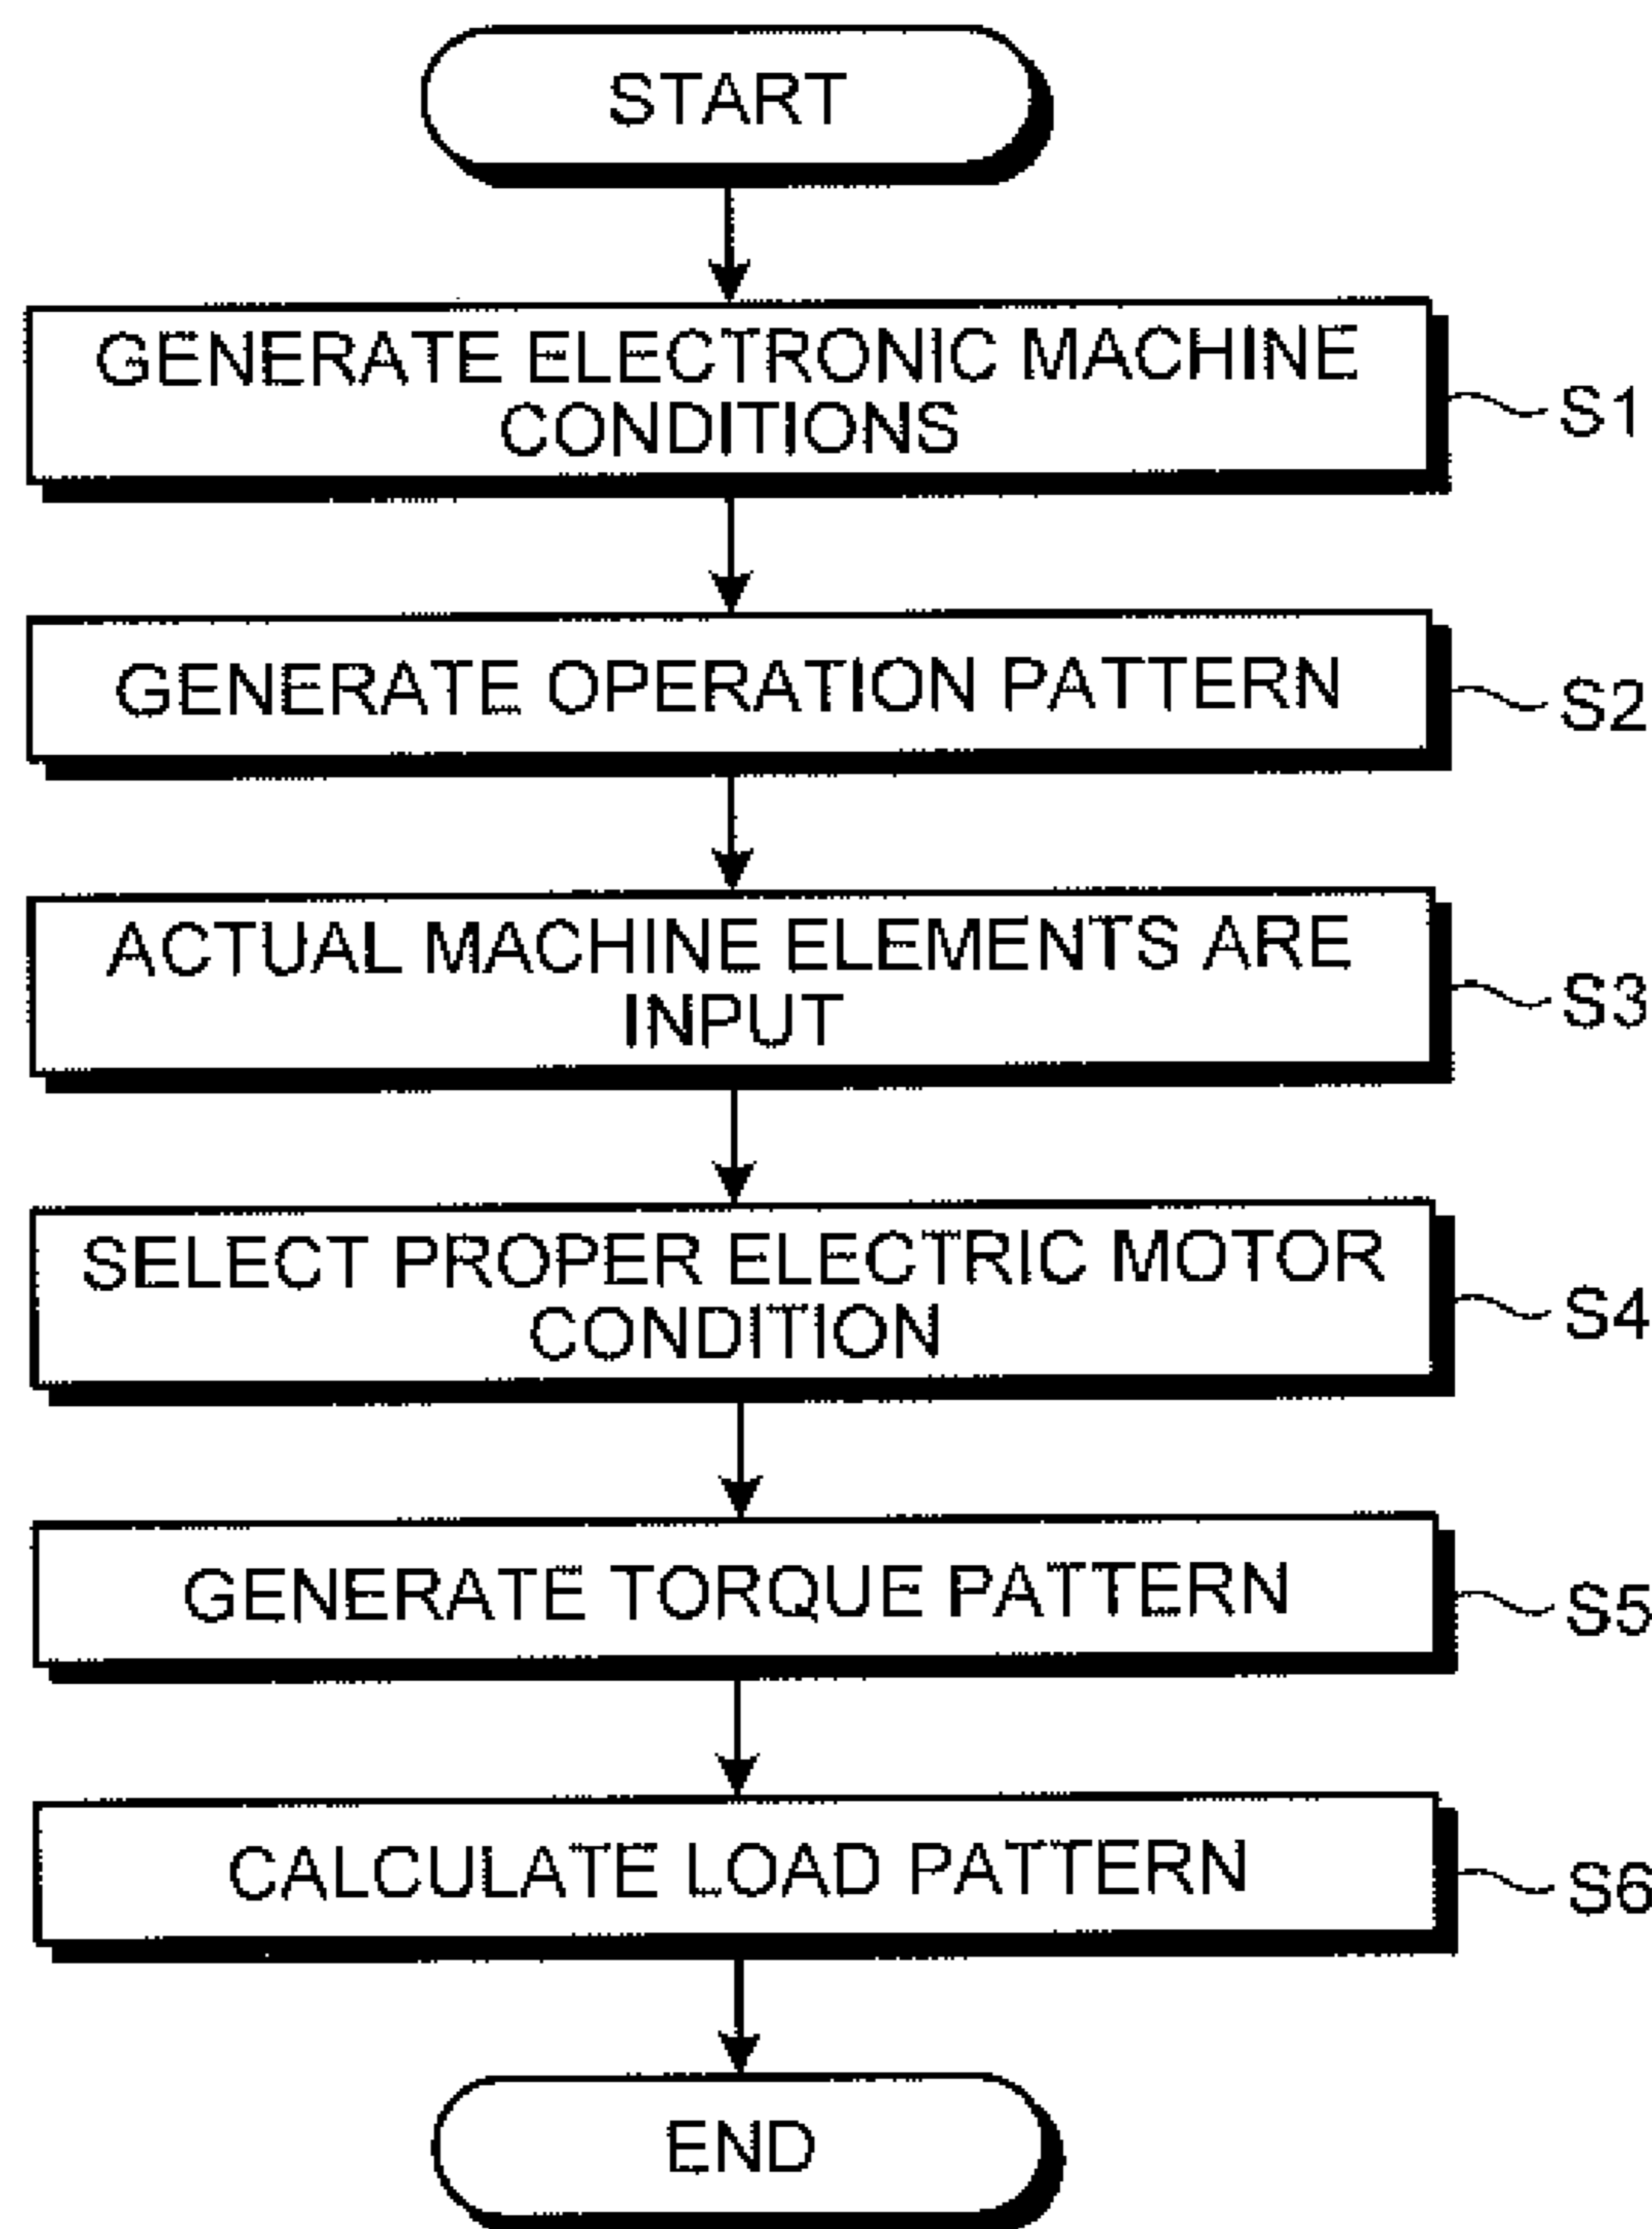 START
GENERATE ELECTRONIC MACHINE
CONDITIONS
S1
GENERATE OPERATION PATTERN
S2
ACTUAL MACHINE ELEMENTS ARE
INPUT
S3
SELECT PROPER ELECTRIC MOTOR
CONDITION
S4
GENERATE TORQUE PATTERN
S5
CALCULATE LOAD PATTERN
S6
END